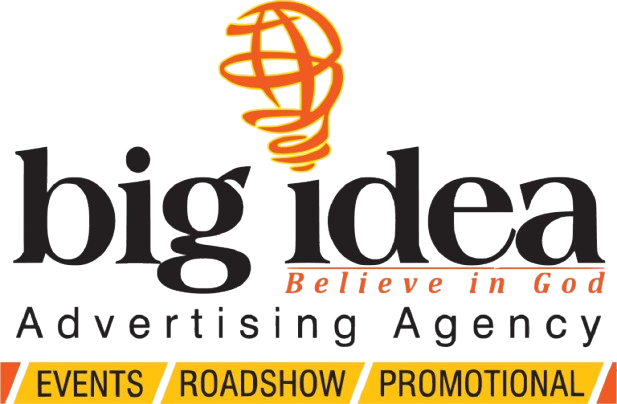 big idea
Believe in God
Advertising Agency
EVENTS ROADSHOW PROMOTIONAL